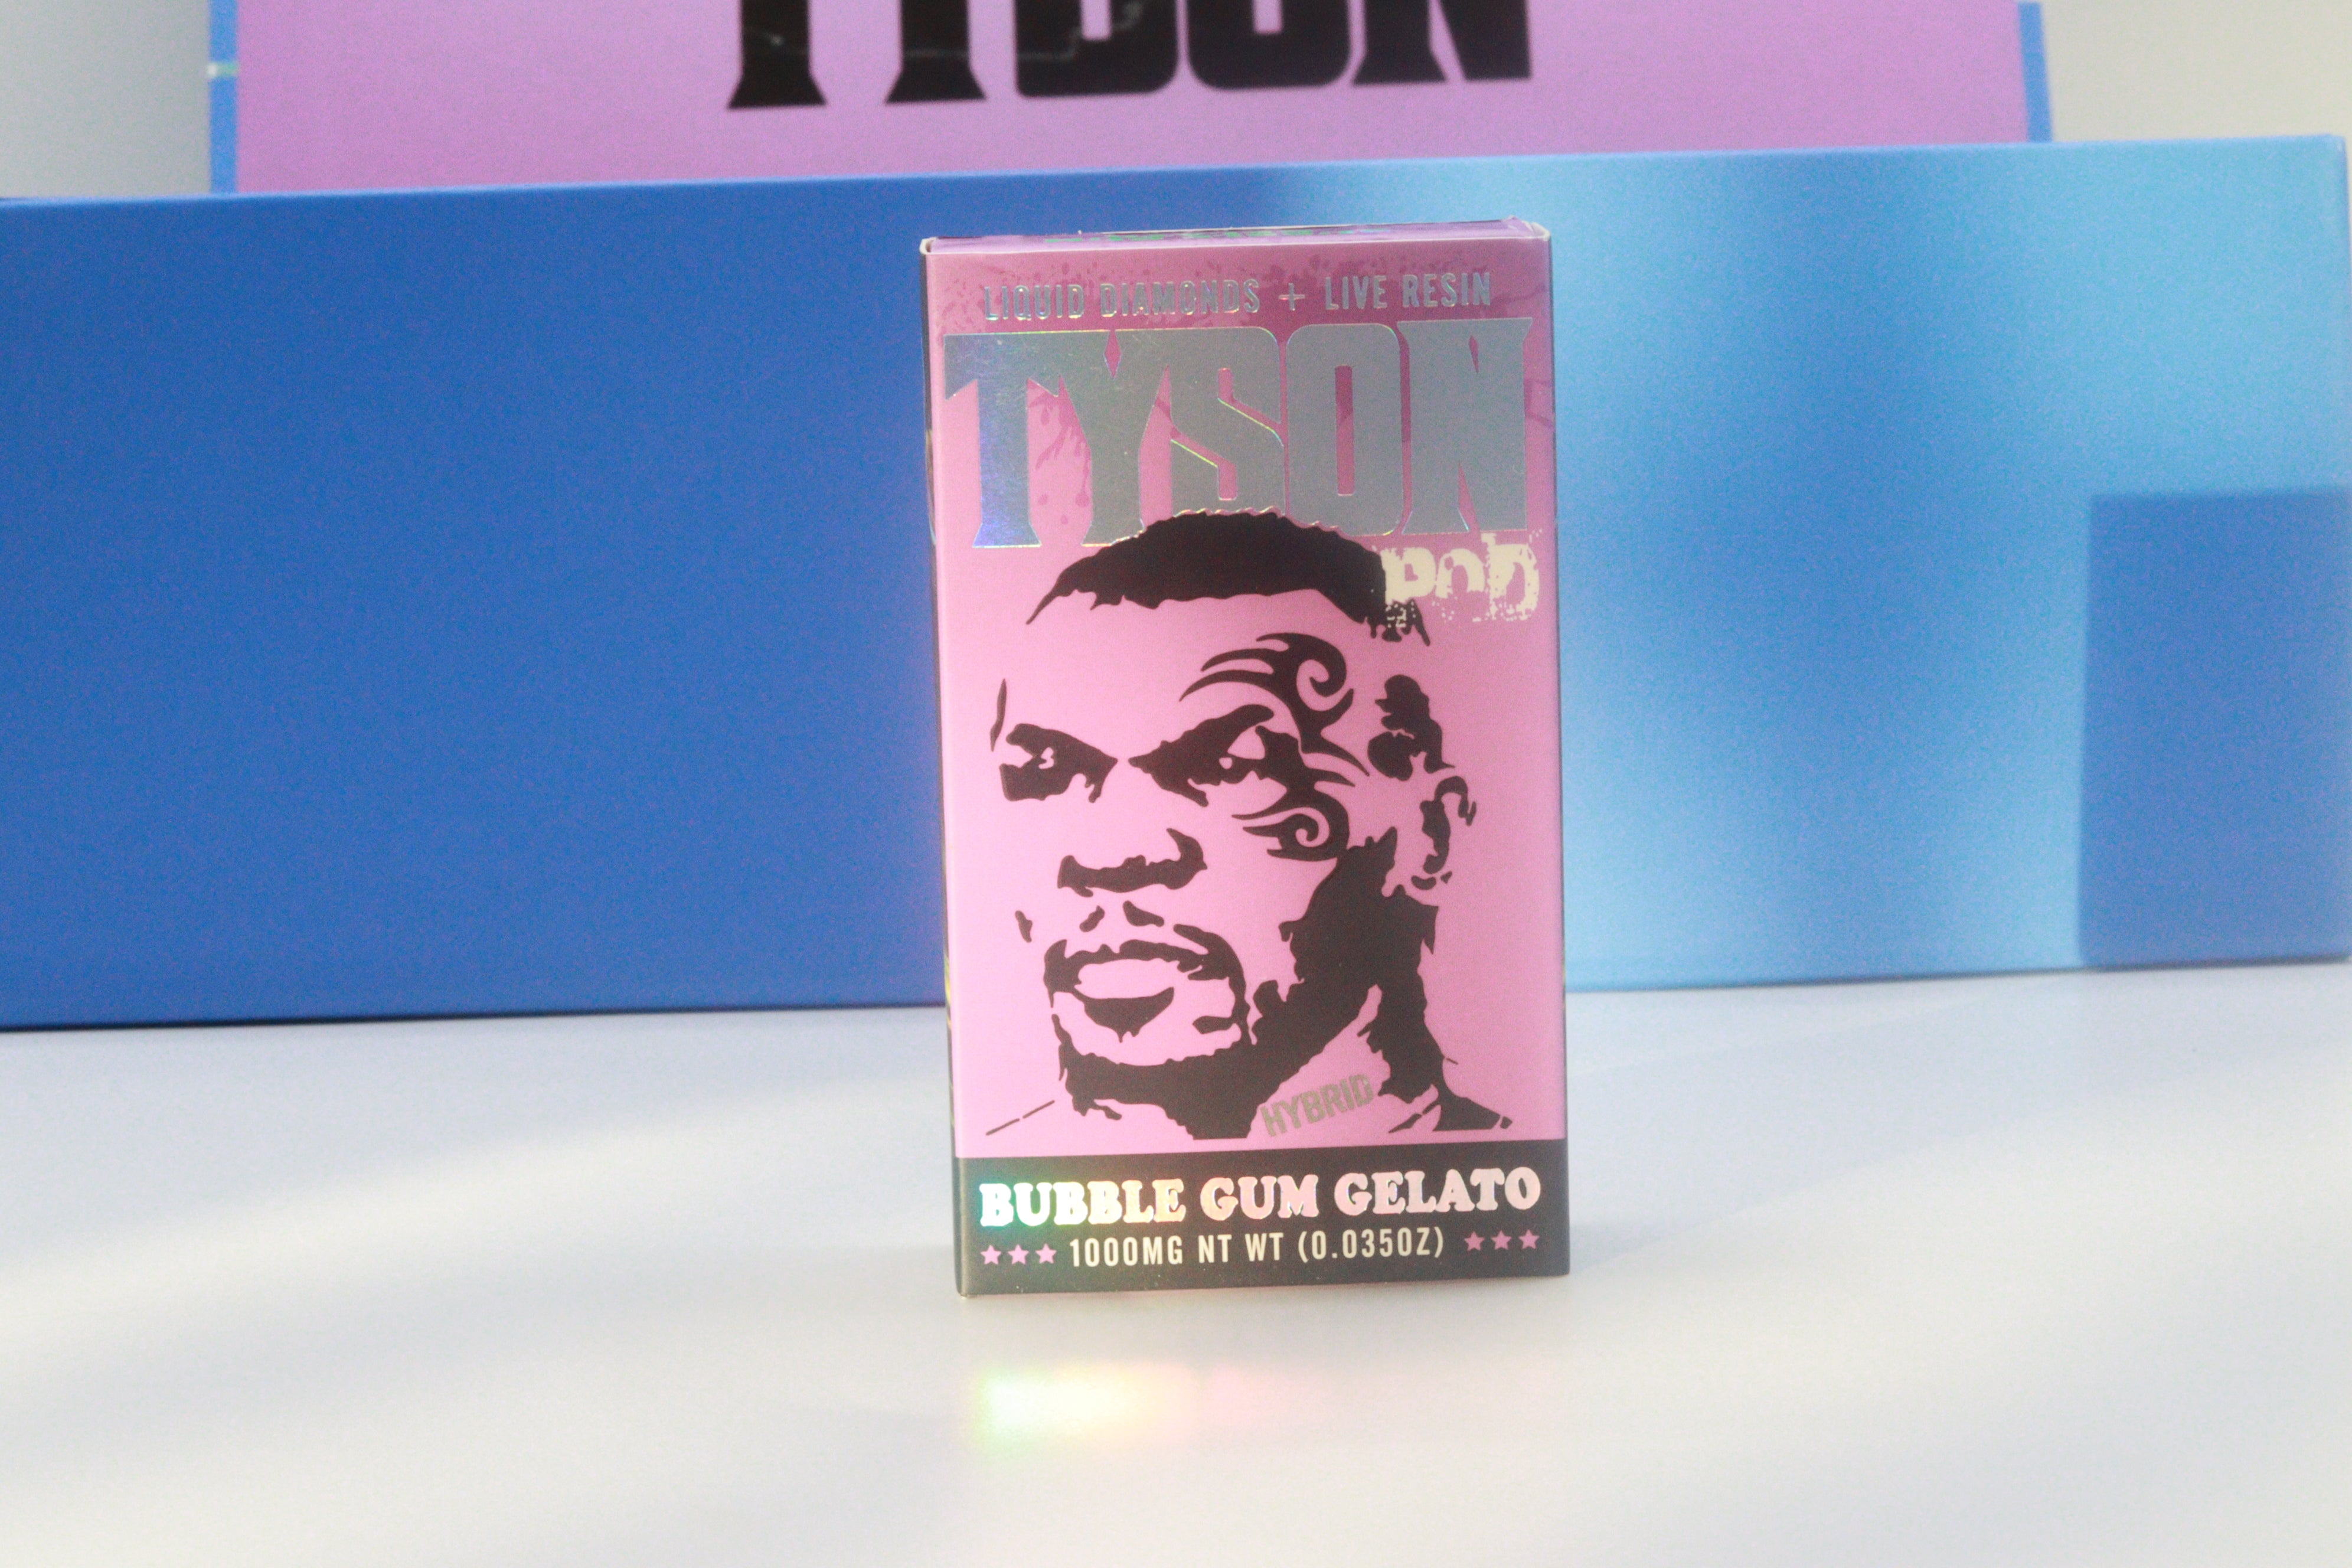 TYSON
LIQUID DIAMONDS + LIVE RESIN
TYSON
POD
HYBRID
BUBBLE GUM GELATO
1000MG NT WT (0.035OZ)